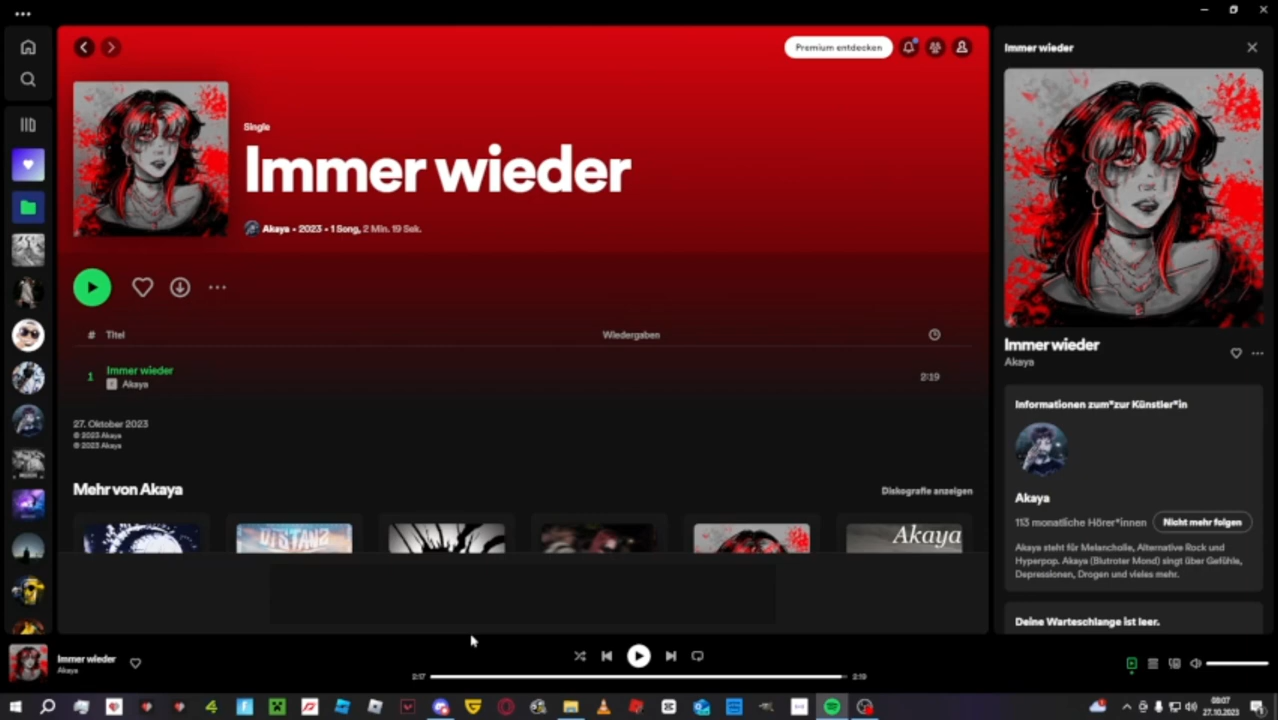 Premium entdecken
Single
Immer wieder
Akaya • 2023 • 1 Song, 2 Min. 19 Sek.
# Titel Wiedergaben
1 Immer wieder 2:19
E Akaya
27. Oktober 2023
© 2023 Akaya
℗ 2023 Akaya
Mehr von Akaya
Diskografie anzeigen
DISTANZ
Akaya
Immer wieder
Immer wieder
Akaya
Informationen zum*zur Künstler*in
Akaya
113 monatliche Hörer*innen
Nicht mehr folgen
Akaya steht für Melancholie, Alternative Rock und
Hyperpop. Akaya (Blutroter Mond) singt über Gefühle,
Depressionen, Drogen und vieles mehr.
Deine Warteschlange ist leer.
Immer wieder
Akaya
2:17 2:19
08:07
27.10.2023